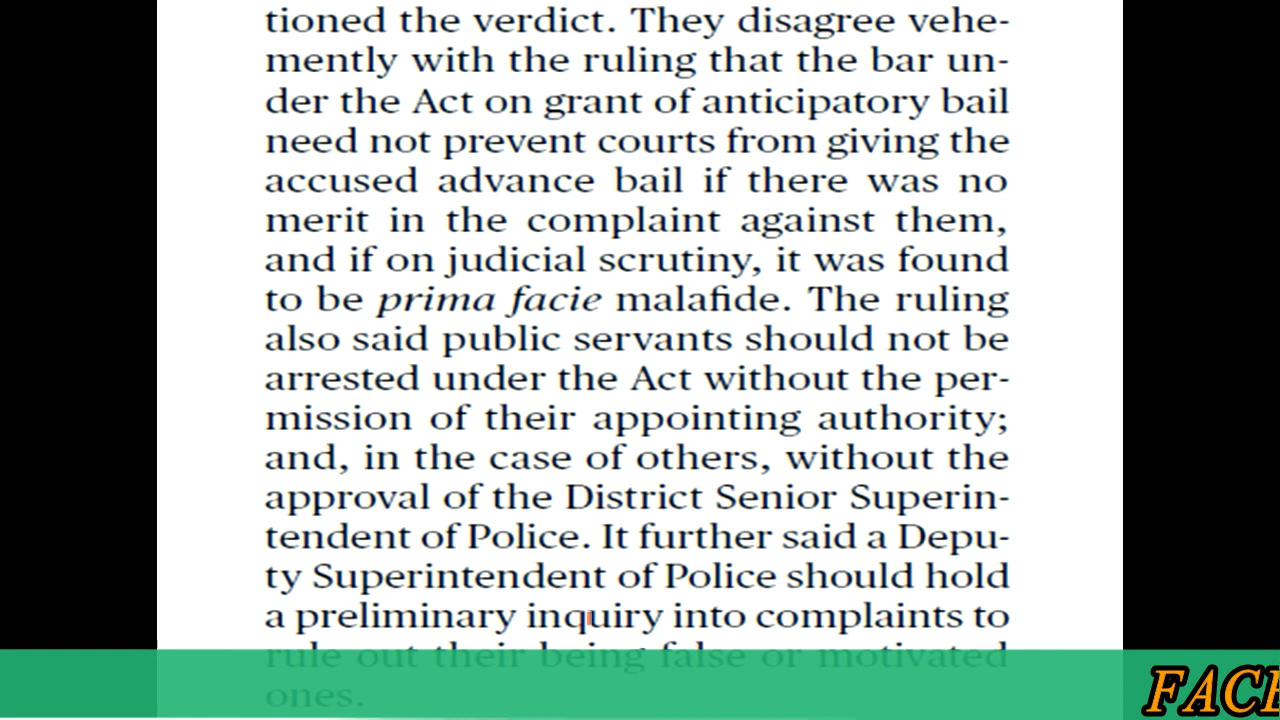 tioned the verdict. They disagree vehe-
mently with the ruling that the bar un-
der the Act on grant of anticipatory bail
need not prevent courts from giving the
accused advance bail if there was no
merit in the complaint against them,
and if on judicial scrutiny, it was found
to be prima facie malafide. The ruling
also said public servants should not be
arrested under the Act without the per-
mission of their appointing authority;
and, in the case of others, without the
approval of the District Senior Superin-
tendent of Police. It further said a Depu-
ty Superintendent of Police should hold
a preliminary inquiry into complaints to
rule out their being false or motivated
ones.